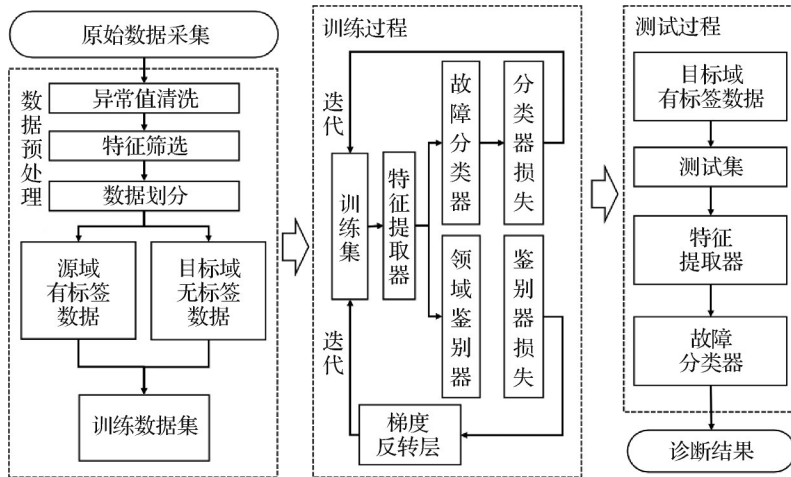 原始数据采集
数据预处理
异常值清洗
特征筛选
数据划分
源域
有标签
数据
目标域
无标签
数据
训练数据集
训练过程
迭代
训练集
特征提取器
故障分类器
分类器损失
领域鉴别器
鉴别器损失
迭代
梯度
反转层
测试过程
目标域
有标签数据
测试集
特征
提取器
故障
分类器
诊断结果